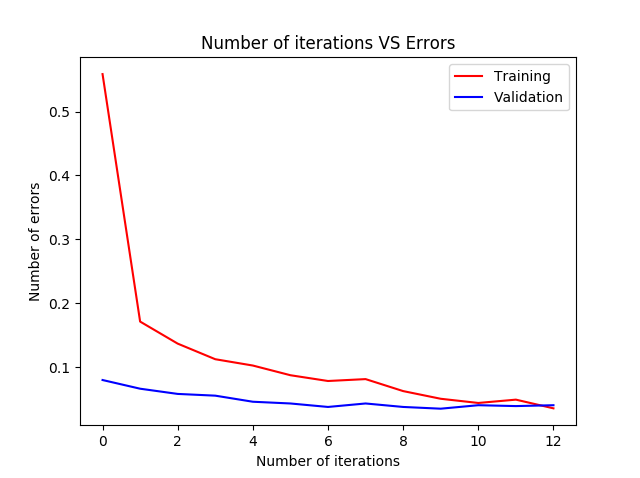 Number of iterations VS Errors
Training
Validation
Number of errors
0.5
0.4
0.3
0.2
0.1
0 2 4 6 8 10 12
Number of iterations